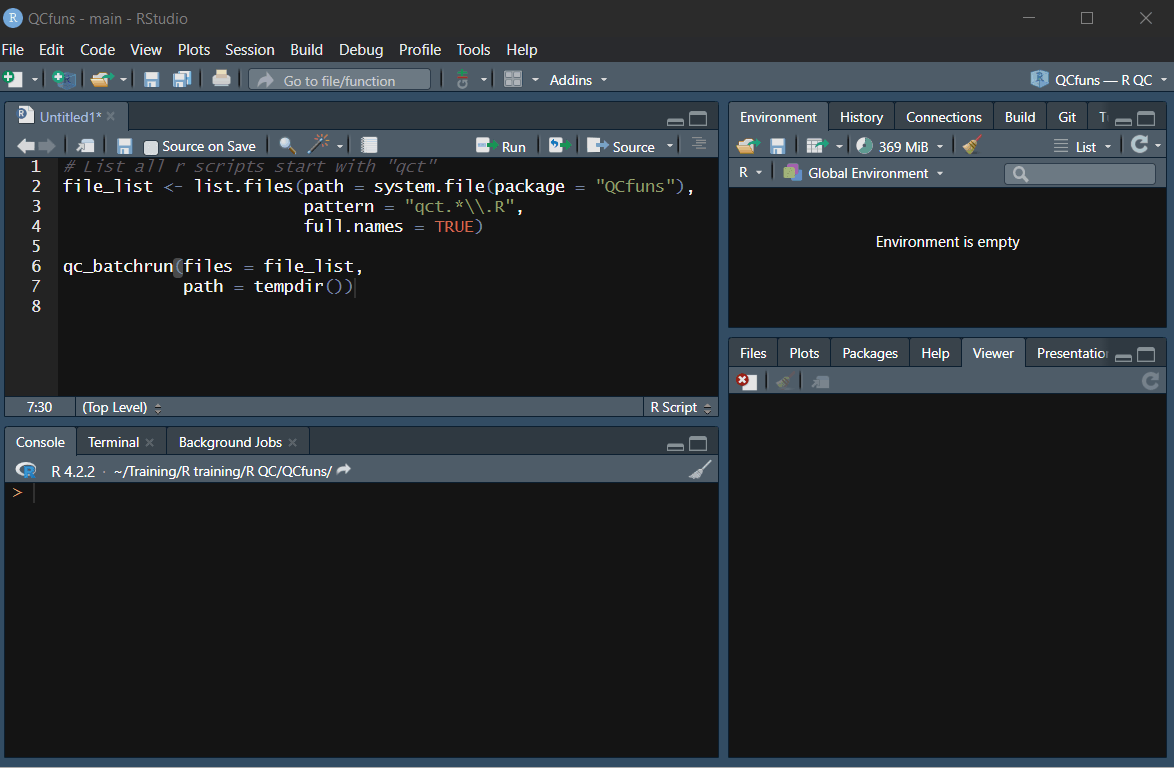 QCfuns - main - RStudio
File Edit Code View Plots Session Build Debug Profile Tools Help
Go to file/function Addins QCfuns — R QC
Untitled1*
Source on Save Run Source
1 # List all r scripts start with "qct"
2 file_list <- list.files(path = system.file(package = "QCfuns"),
3 pattern = "qct.*\\.R",
4 full.names = TRUE)
5
6 qc_batchrun(files = file_list,
7 path = tempdir())
8
7:30 (Top Level) R Script
Console Terminal Background Jobs
R 4.2.2 · ~/Training/R training/R QC/QCfuns/
>
Environment History Connections Build Git T
369 MiB List
R Global Environment
Environment is empty
Files Plots Packages Help Viewer Presentatio